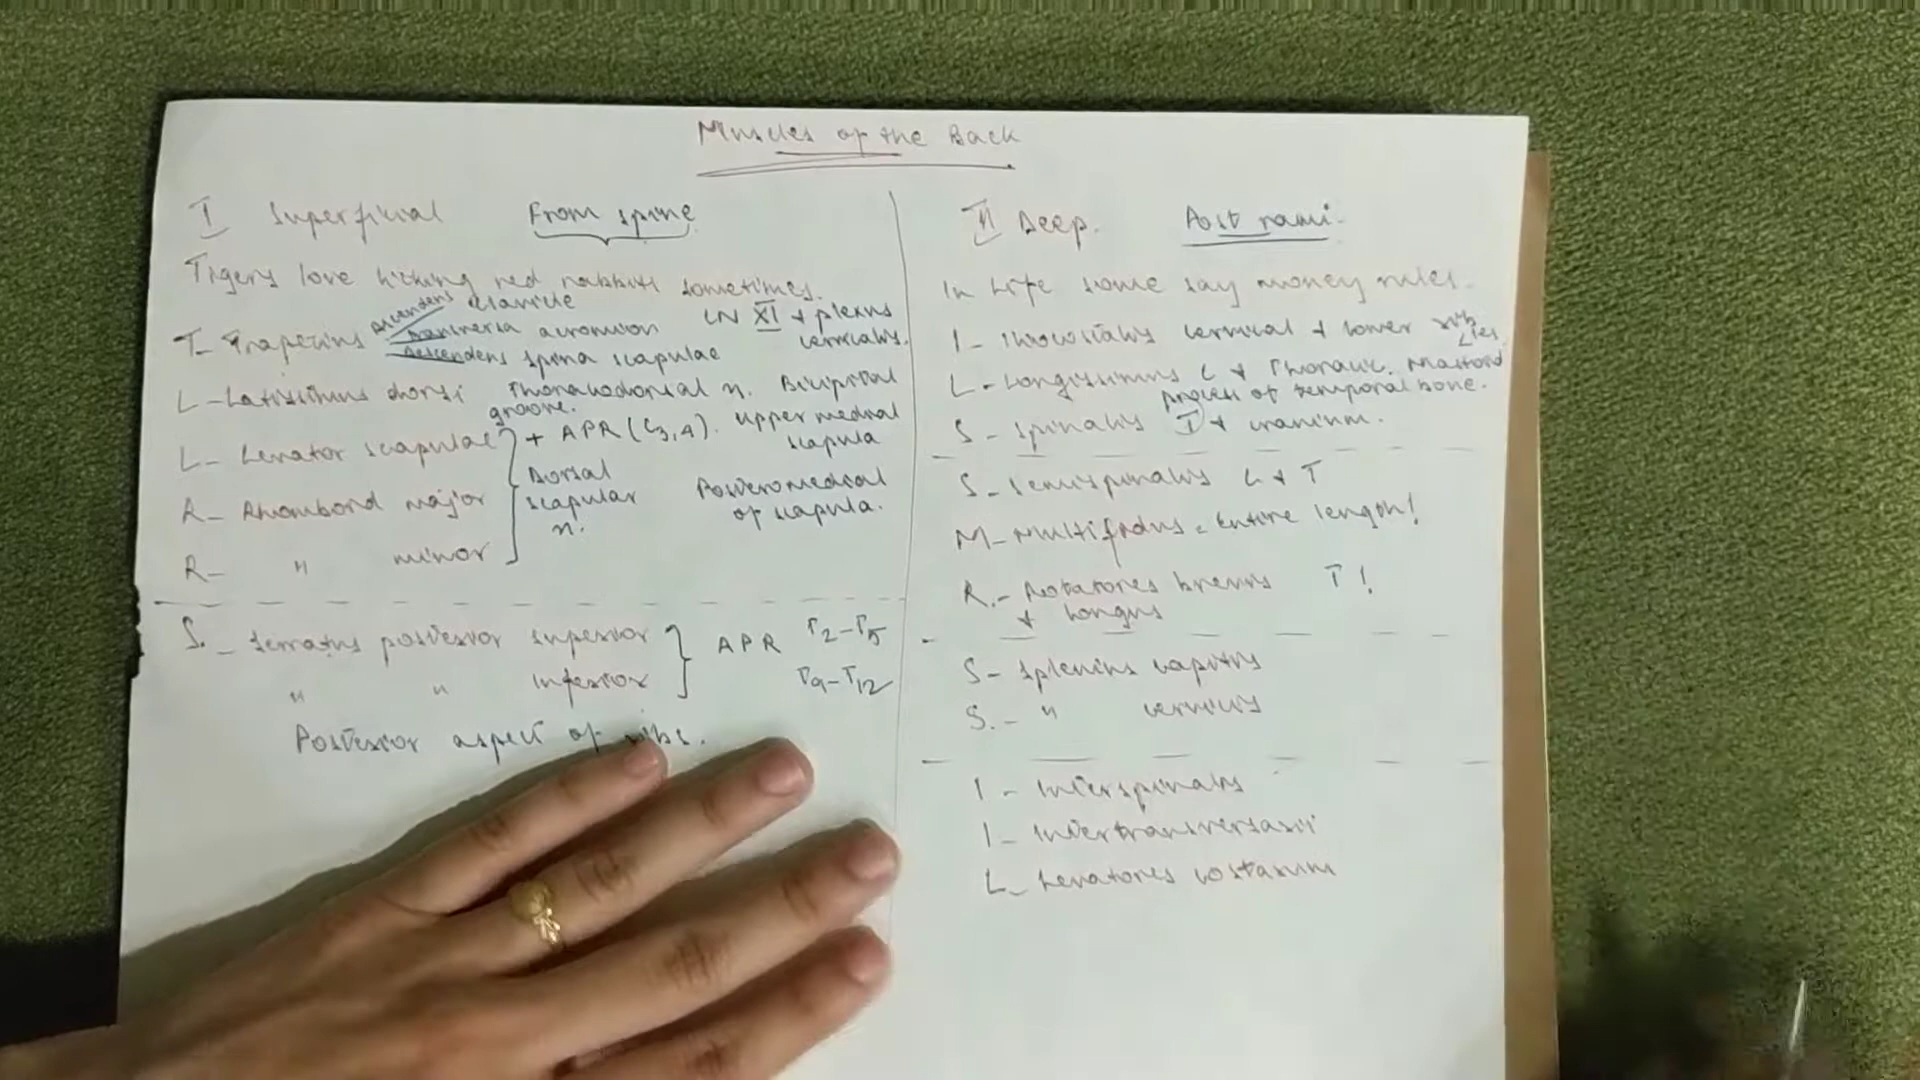 Muscles of the Back
I Superficial From spine
Tigers love kicking red rabbits sometimes.
T- Trapezius Ascendens clavicle
transversa acromion
Descendens spina scapulae
CN XI + plexus cervicalis.
L- Latissimus dorsi Thoracodorsal n. Bicipital groove.
L- Levator scapulae + APR (C3,4). upper medial scapula
R- Rhomboid major Dorsal scapular n. Posteromedial of scapula.
R- " minor
S.- Serratus posterior superior APR T2-T5
" " inferior T9-T12
Posterior aspect of ribs.
II Deep. Post rami.
In Life some say money rules.
I- Iliocostalis cervical + lower
L- Longissimus C + Thoracic. Mastoid process of temporal bone.
S- Spinalis T + cranium.
S- Semispinalis C + T
M- Multifidus = Entire length!
R.- Rotatores brevis T!
+ longus
S- Splenius capitis
S.- " cervicis
I- Interspinalis
I- Intertransversarii
L- Levatores costarum